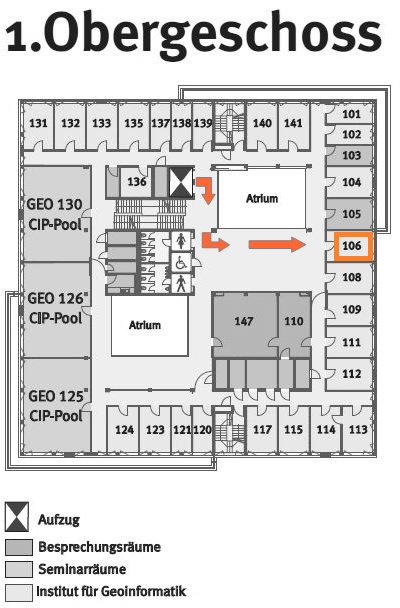 1.Obergeschoss
131 132 133 135 137 138 139 140 141 101
102
103
136 104
Atrium
GEO 130
CIP-Pool
105
106
GEO 126
CIP-Pool
108
Atrium
147 110
109
111
GEO 125
CIP-Pool
112
124 123 121 120 117 115 114 113
Aufzug
Besprechungsräume
Seminarräume
Institut für Geoinformatik